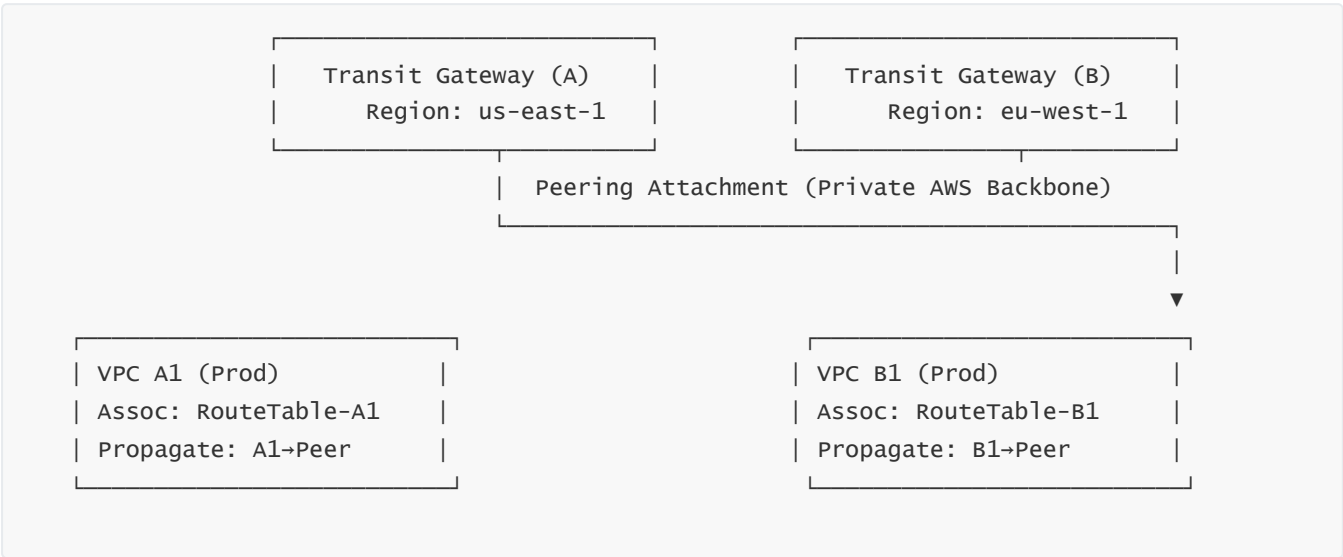 Transit Gateway (A) Transit Gateway (B)
Region: us-east-1 Region: eu-west-1
Peering Attachment (Private AWS Backbone)
VPC A1 (Prod) VPC B1 (Prod)
Assoc: RouteTable-A1 Assoc: RouteTable-B1
Propagate: A1→Peer Propagate: B1→Peer